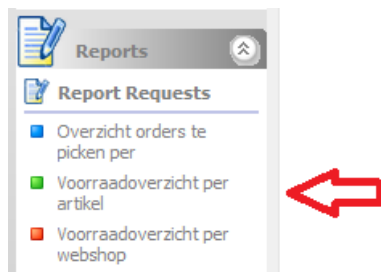 Reports
Report Requests
Overzicht orders te
picken per
Voorraadoverzicht per
artikel
Voorraadoverzicht per
webshop